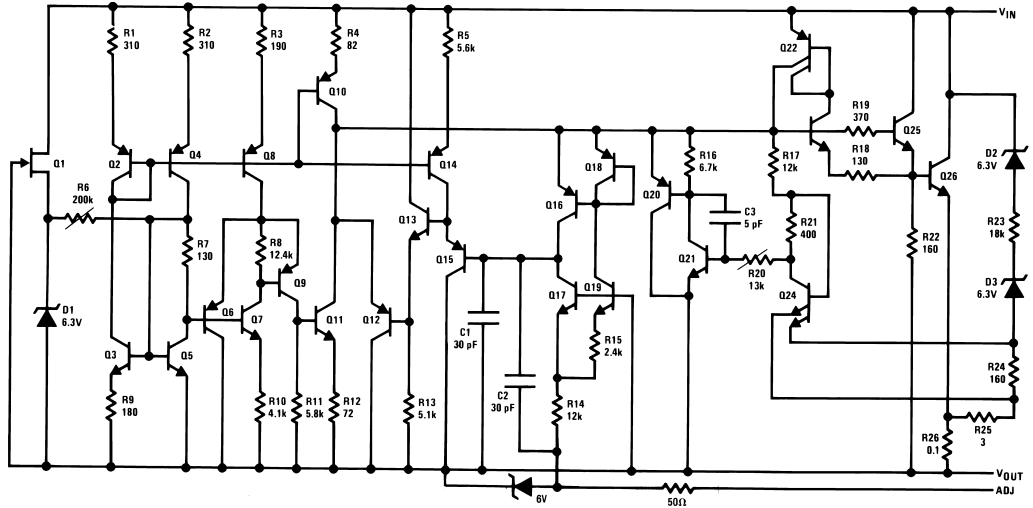 R1
310
R2
310
R3
190
R4
82
R5
5.6k
VIN
Q22
Q10
R19
370
Q25
Q1
Q2
Q4
Q8
Q14
Q18
R16
6.7k
R17
12k
R18
130
Q26
D2
6.3V
R6
200k
Q13
Q16
Q20
C3
5 pF
R21
400
R23
18k
R7
130
R8
12.4k
Q15
Q21
R20
13k
R22
160
Q9
Q17
Q19
Q24
D3
6.3V
D1
6.3V
Q6
Q7
Q11
Q12
C1
30 pF
R15
2.4k
Q3
Q5
C2
30 pF
R24
160
R9
180
R10
4.1k
R11
5.8k
R12
72
R13
5.1k
R14
12k
R25
3
R26
0.1
VOUT
6V
50Ω
ADJ